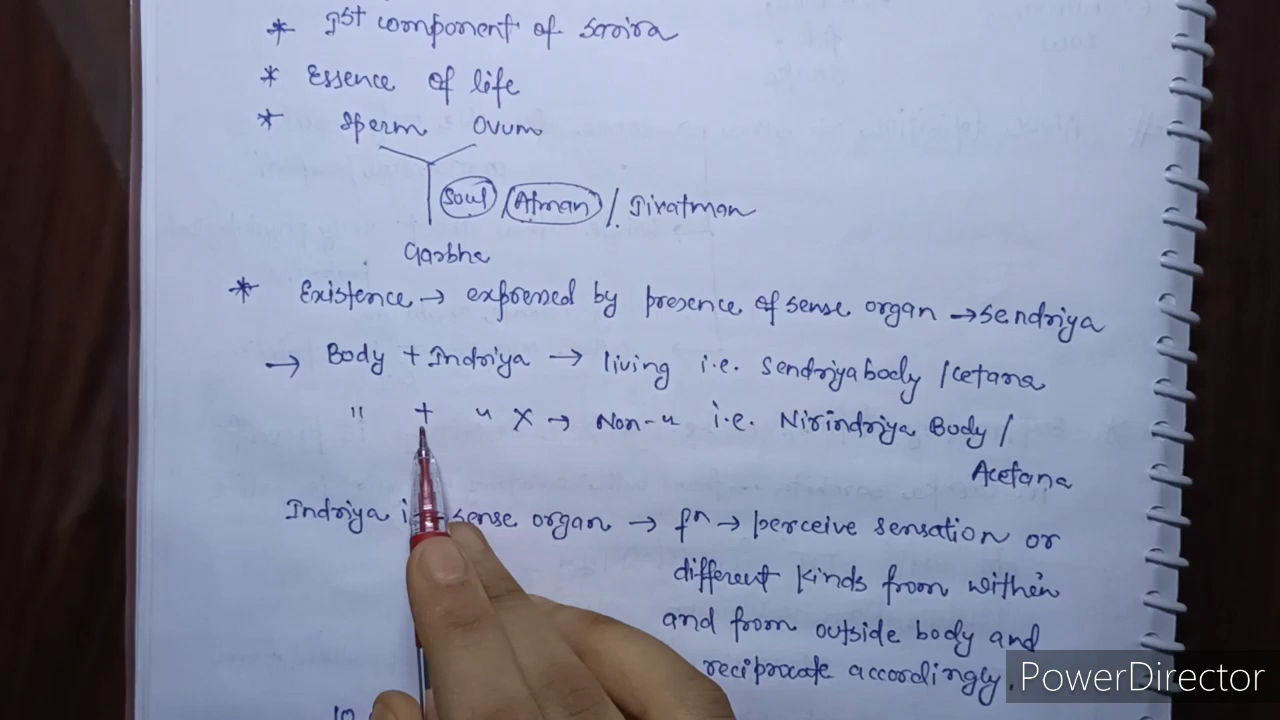 * Ist component of sarira
* Essence of life
* Sperm Ovum
Soul / Atman / Jivatman
Garbha
* Existence → expressed by presence of sense organ → Sendriya
→ Body + Indriya → living i.e. Sendriya body / Cetana
" + " X → Non-" i.e. Nirindriya Body /
Acetana
Indriya sense organ → fn → perceive sensation or
different kinds from within
and from outside body and
reciprocate accordingly.
PowerDirector